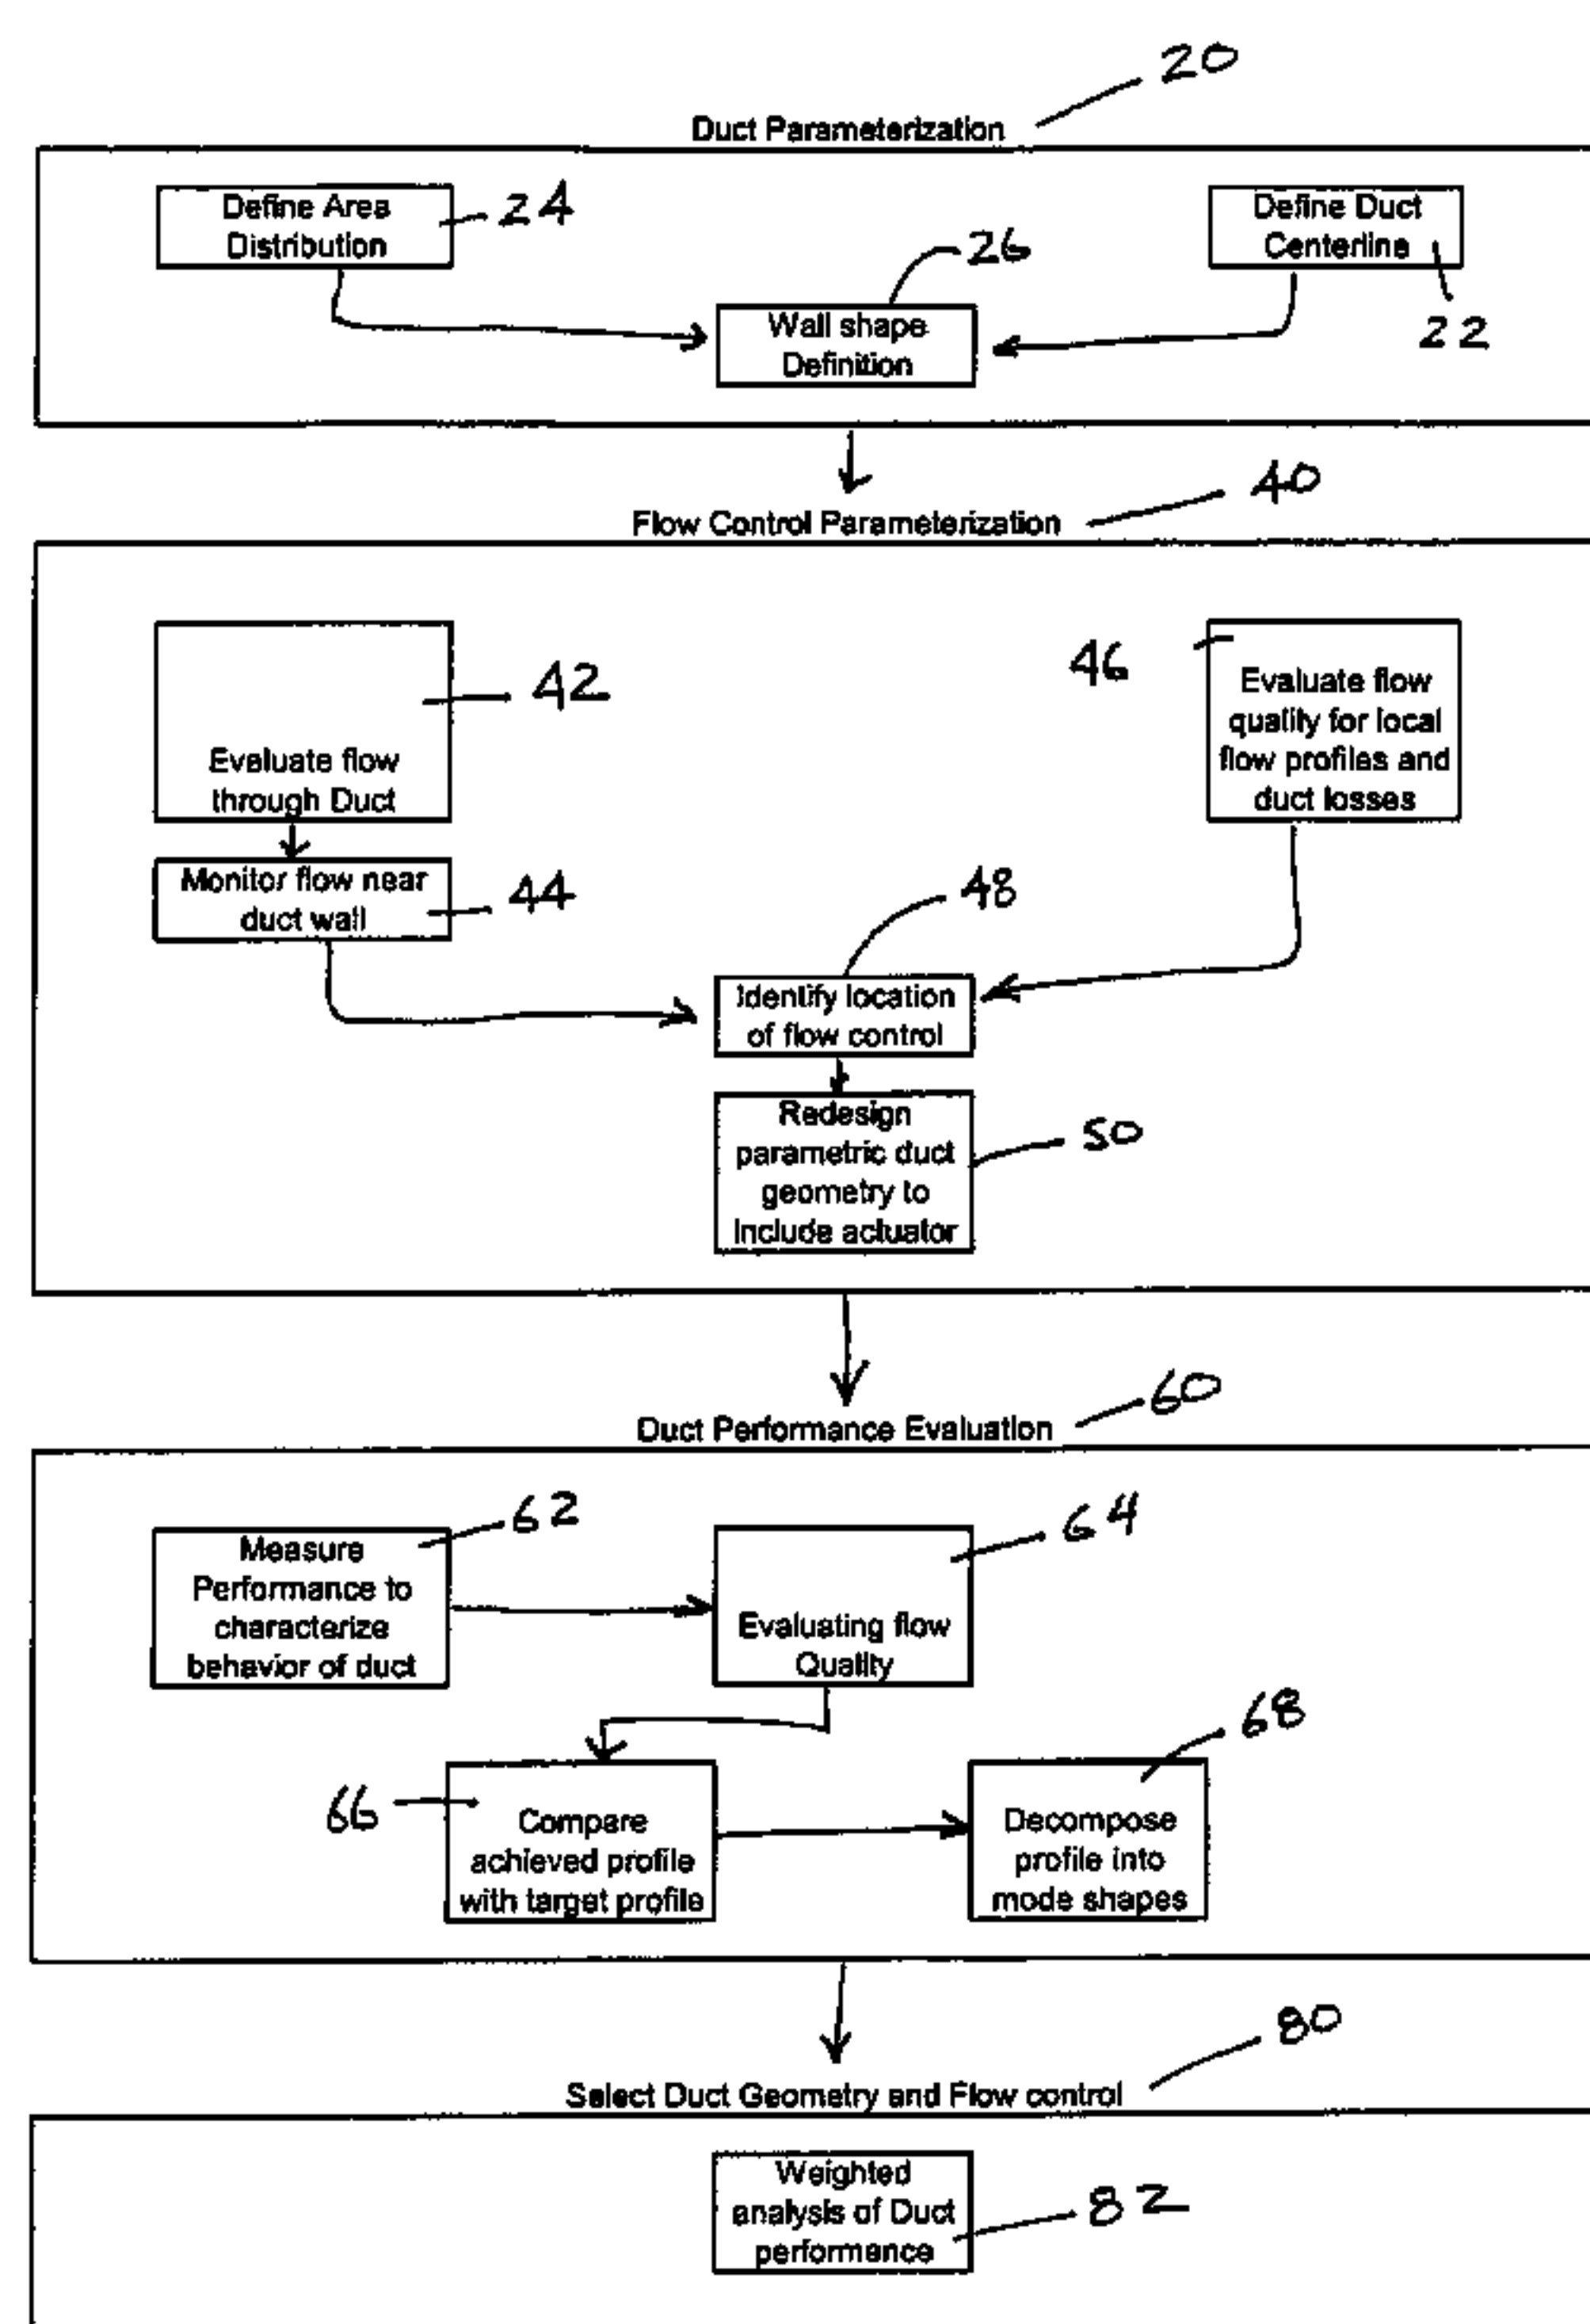 20
Duct Parameterization
Define Area
Distribution
24
Define Duct
Centerline
26
22
Wall shape
Definition
40
Flow Control Parameterization
42
Evaluate flow
through Duct
46
Evaluate flow
quality for local
flow profiles and
duct losses
Monitor flow near
duct wall
44
48
Identify location
of flow control
Redesign
parametric duct
geometry to
include actuator
50
60
Duct Performance Evaluation
62
Measure
Performance to
characterize
behavior of duct
64
Evaluating flow
Quality
66
Compare
achieved profile
with target profile
68
Decompose
profile into
mode shapes
80
Select Duct Geometry and Flow control
Weighted
analysis of Duct
performance
82